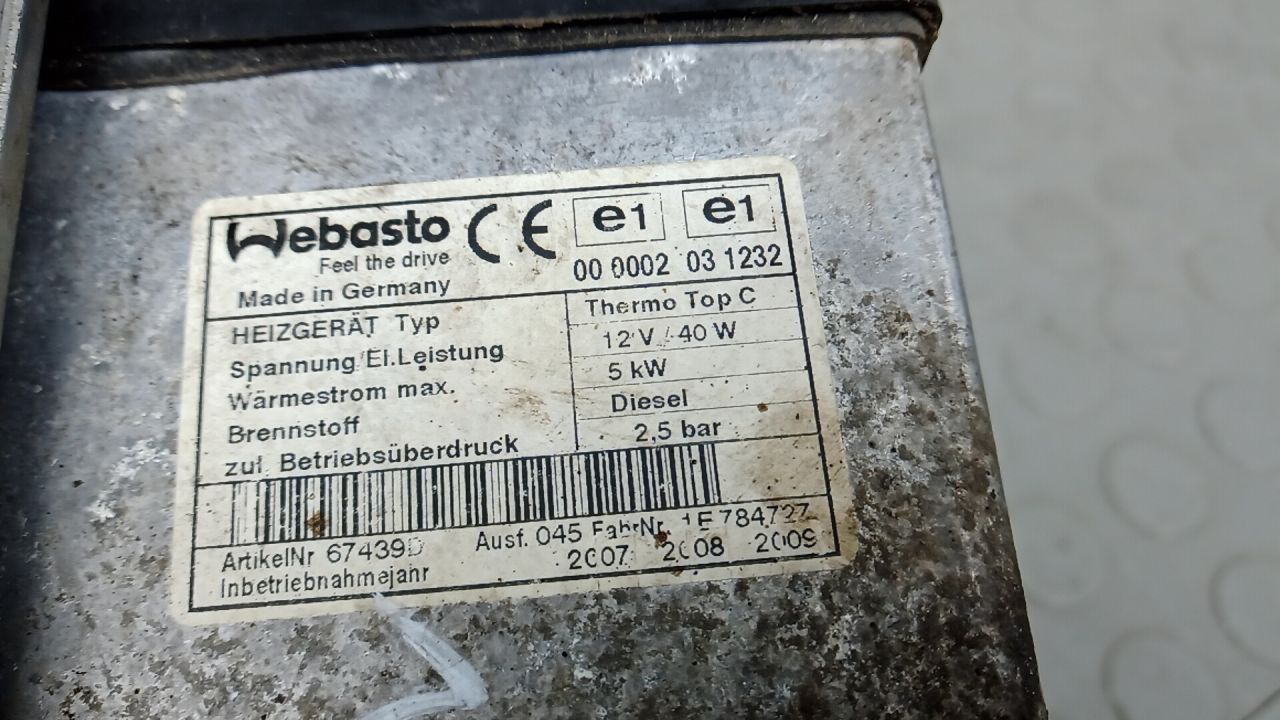 Webasto CE e1 e1
Feel the drive 00 0002 03 1232
Made in Germany
HEIZGERÄT Typ Thermo Top C
Spannung/El.Leistung 12 V / 40 W
Wärmestrom max. 5 kW
Brennstoff Diesel
zul. Betriebsüberdruck 2,5 bar
ArtikelNr 67439D Ausf. 045 FabrNr.
Inbetriebnahmejahr 2007 2008 2009